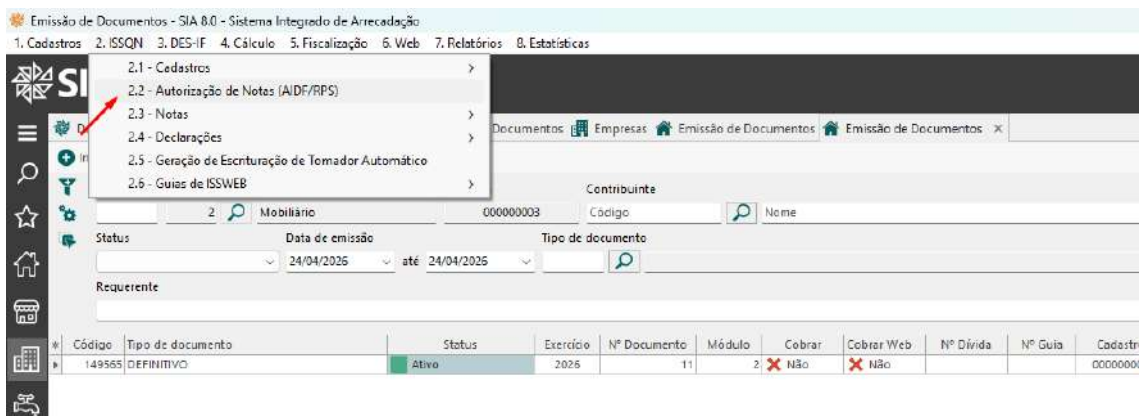 Emissão de Documentos - SIA 8.0 - Sistema Integrado de Arrecadação
1. Cadastros 2. ISSQN 3. DES-IF 4. Cálculo 5. Fiscalização 6. Web 7. Relatórios 8. Estatísticas
SI
2.1 - Cadastros
2.2 - Autorização de Notas (AIDF/RPS)
2.3 - Notas
2.4 - Declarações
2.5 - Geração de Escrituração de Tomador Automático
2.6 - Guias de ISSWEB
Documentos Empresas Emissão de Documentos Emissão de Documentos
Contribuinte
2 Mobiliário 000000003 Código Nome
Status Data de emissão Tipo de documento
24/04/2026 até 24/04/2026
Requerente
Código Tipo de documento Status Exercício Nº Documento Módulo Cobrar Cobrar Web Nº Dívida Nº Guia Cadastr
149565 DEFINITIVO Ativo 2026 11 2 Não Não 0000000